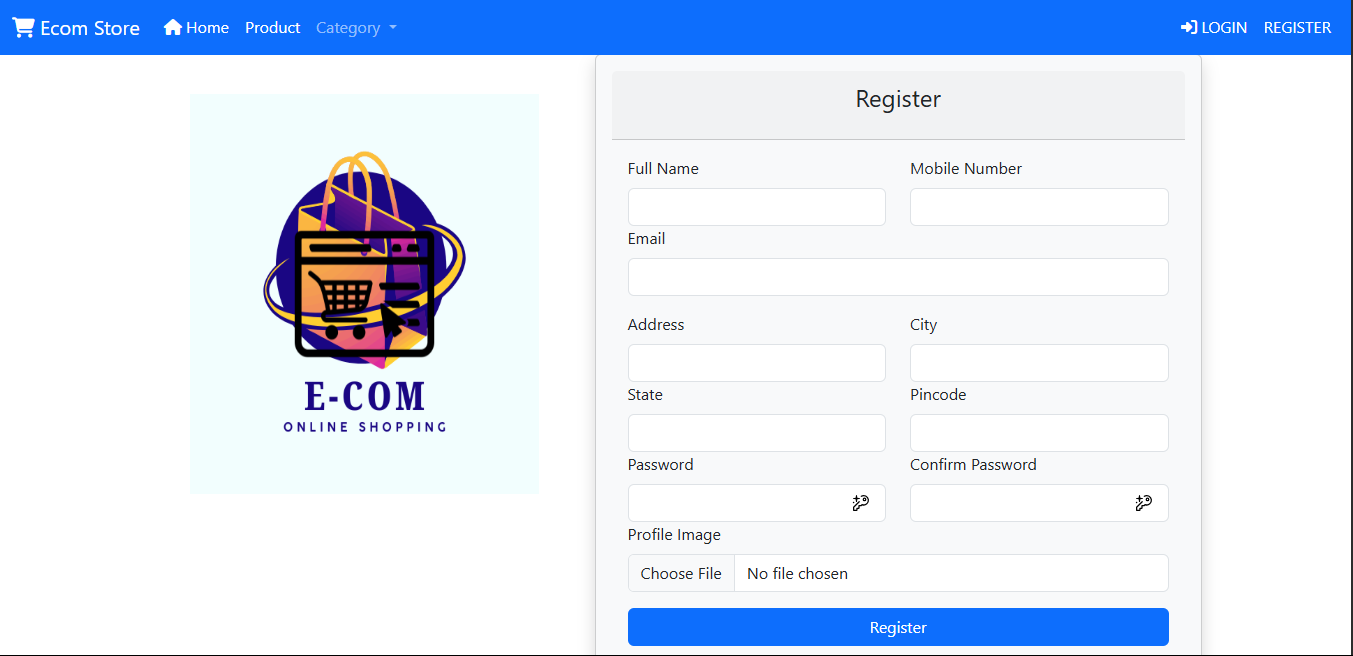 Ecom Store Home Product Category LOGIN REGISTER
Register
Full Name Mobile Number
Email
Address City
State Pincode
Password Confirm Password
Profile Image
Choose File No file chosen
Register
E-COM
ONLINE SHOPPING